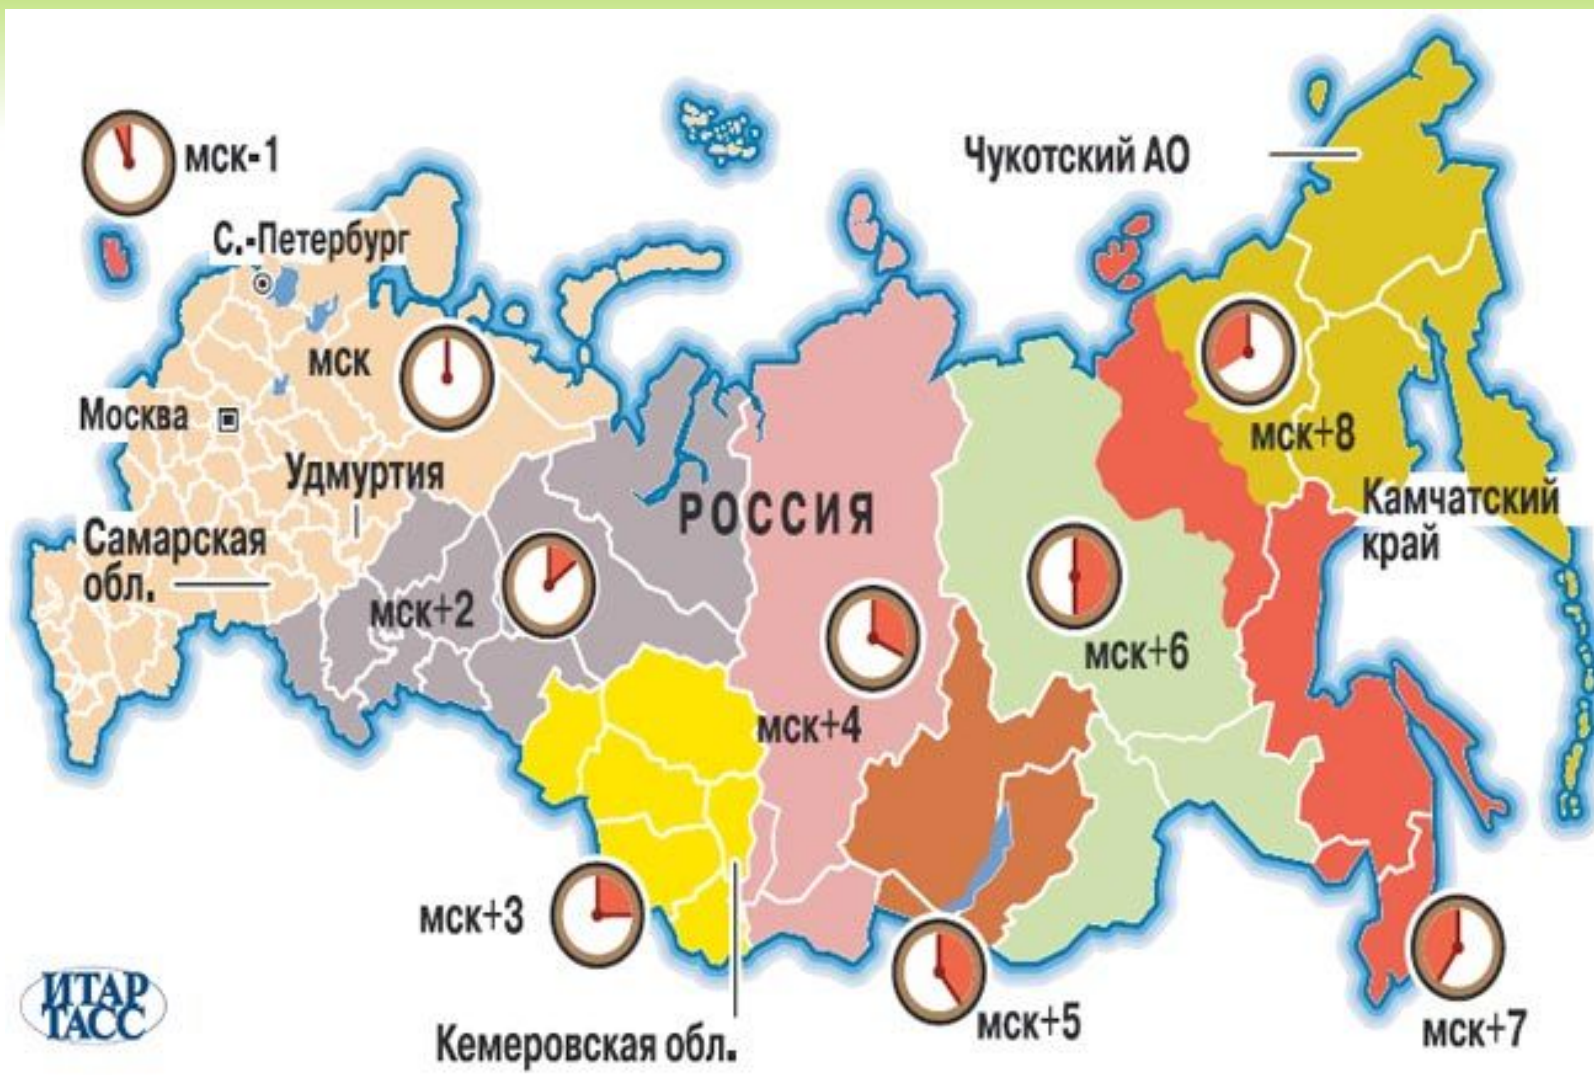 мск-1
Чукотский АО
С.-Петербург
мск
мск+8
Москва
Удмуртия
РОССИЯ
Камчатский
край
Самарская
обл.
мск+2
мск+6
мск+4
мск+3
мск+5
мск+7
Кемеровская обл.
ИТАР
ТАСС